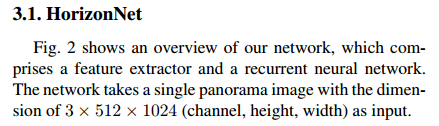 3.1. HorizonNet
Fig. 2 shows an overview of our network, which com-
prises a feature extractor and a recurrent neural network.
The network takes a single panorama image with the dimen-
sion of 3 × 512 × 1024 (channel, height, width) as input.